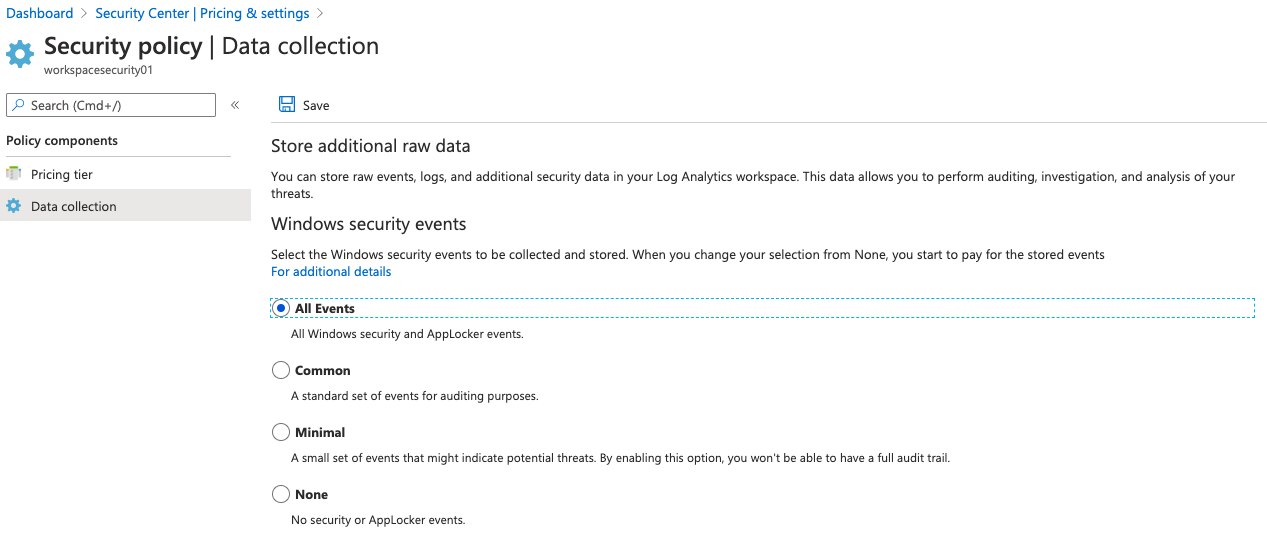 Dashboard > Security Center | Pricing & settings >
Security policy | Data collection
workspacesecurity01
Search (Cmd+/)
«
Save
Policy components
Pricing tier
Data collection
Store additional raw data
You can store raw events, logs, and additional security data in your Log Analytics workspace. This data allows you to perform auditing, investigation, and analysis of your
threats.
Windows security events
Select the Windows security events to be collected and stored. When you change your selection from None, you start to pay for the stored events
For additional details
All Events
All Windows security and AppLocker events.
Common
A standard set of events for auditing purposes.
Minimal
A small set of events that might indicate potential threats. By enabling this option, you won't be able to have a full audit trail.
None
No security or AppLocker events.